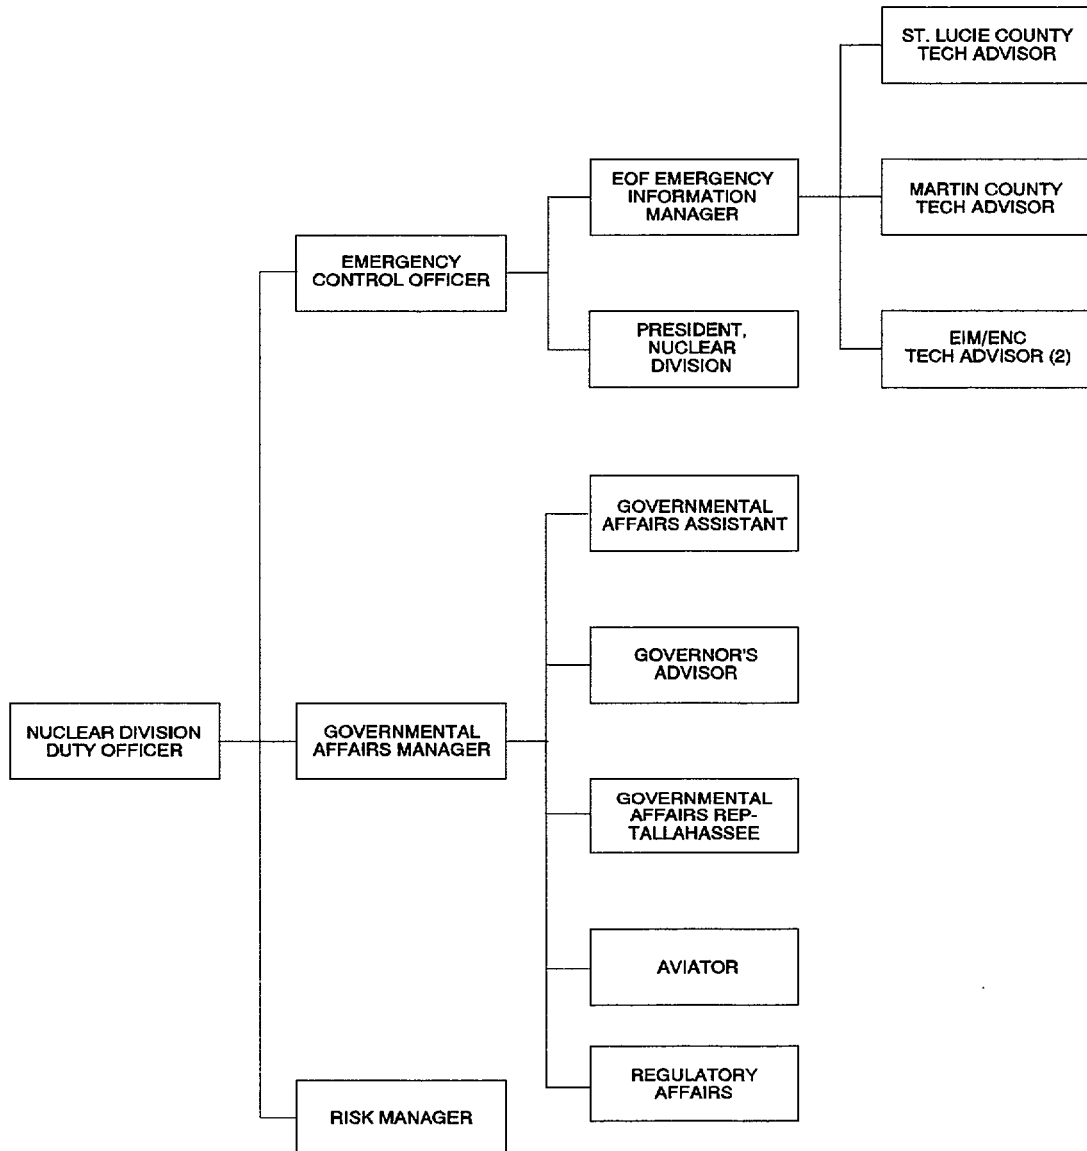 ST. LUCIE COUNTY
TECH ADVISOR
EOF EMERGENCY
INFORMATION
MANAGER
MARTIN COUNTY
TECH ADVISOR
EMERGENCY
CONTROL OFFICER
PRESIDENT,
NUCLEAR
DIVISION
EIM/ENC
TECH ADVISOR (2)
GOVERNMENTAL
AFFAIRS ASSISTANT
GOVERNOR'S
ADVISOR
NUCLEAR DIVISION
DUTY OFFICER
GOVERNMENTAL
AFFAIRS MANAGER
GOVERNMENTAL
AFFAIRS REP-
TALLAHASSEE
AVIATOR
REGULATORY
AFFAIRS
RISK MANAGER